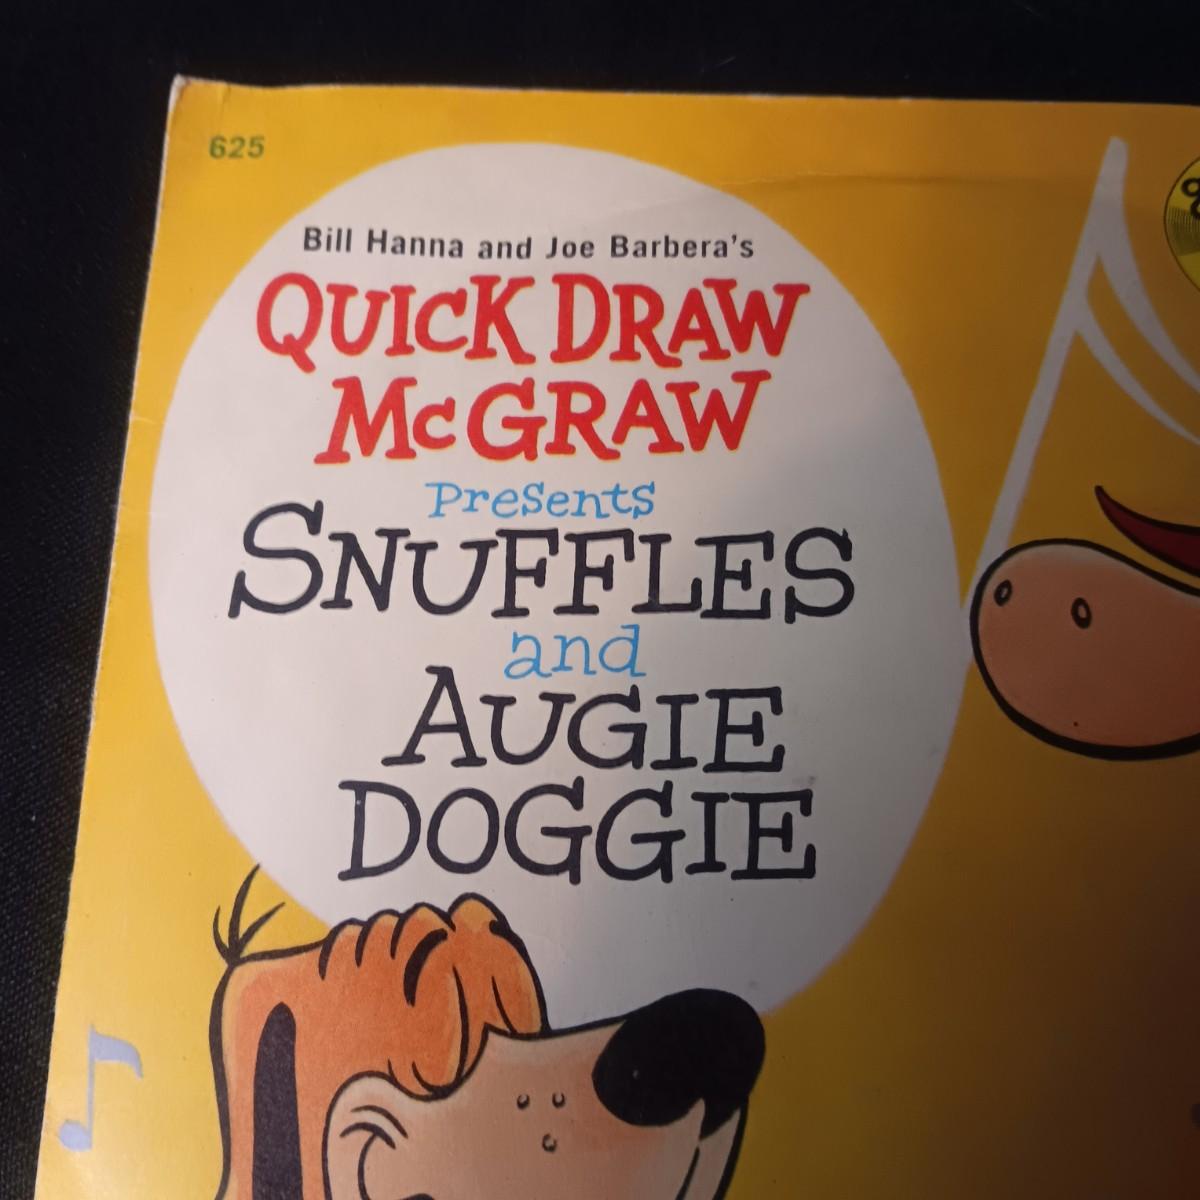 625
Bill Hanna and Joe Barbera's
QUICK DRAW
McGRAW
Presents
SNUFFLES
and
AUGIE
DOGGIE